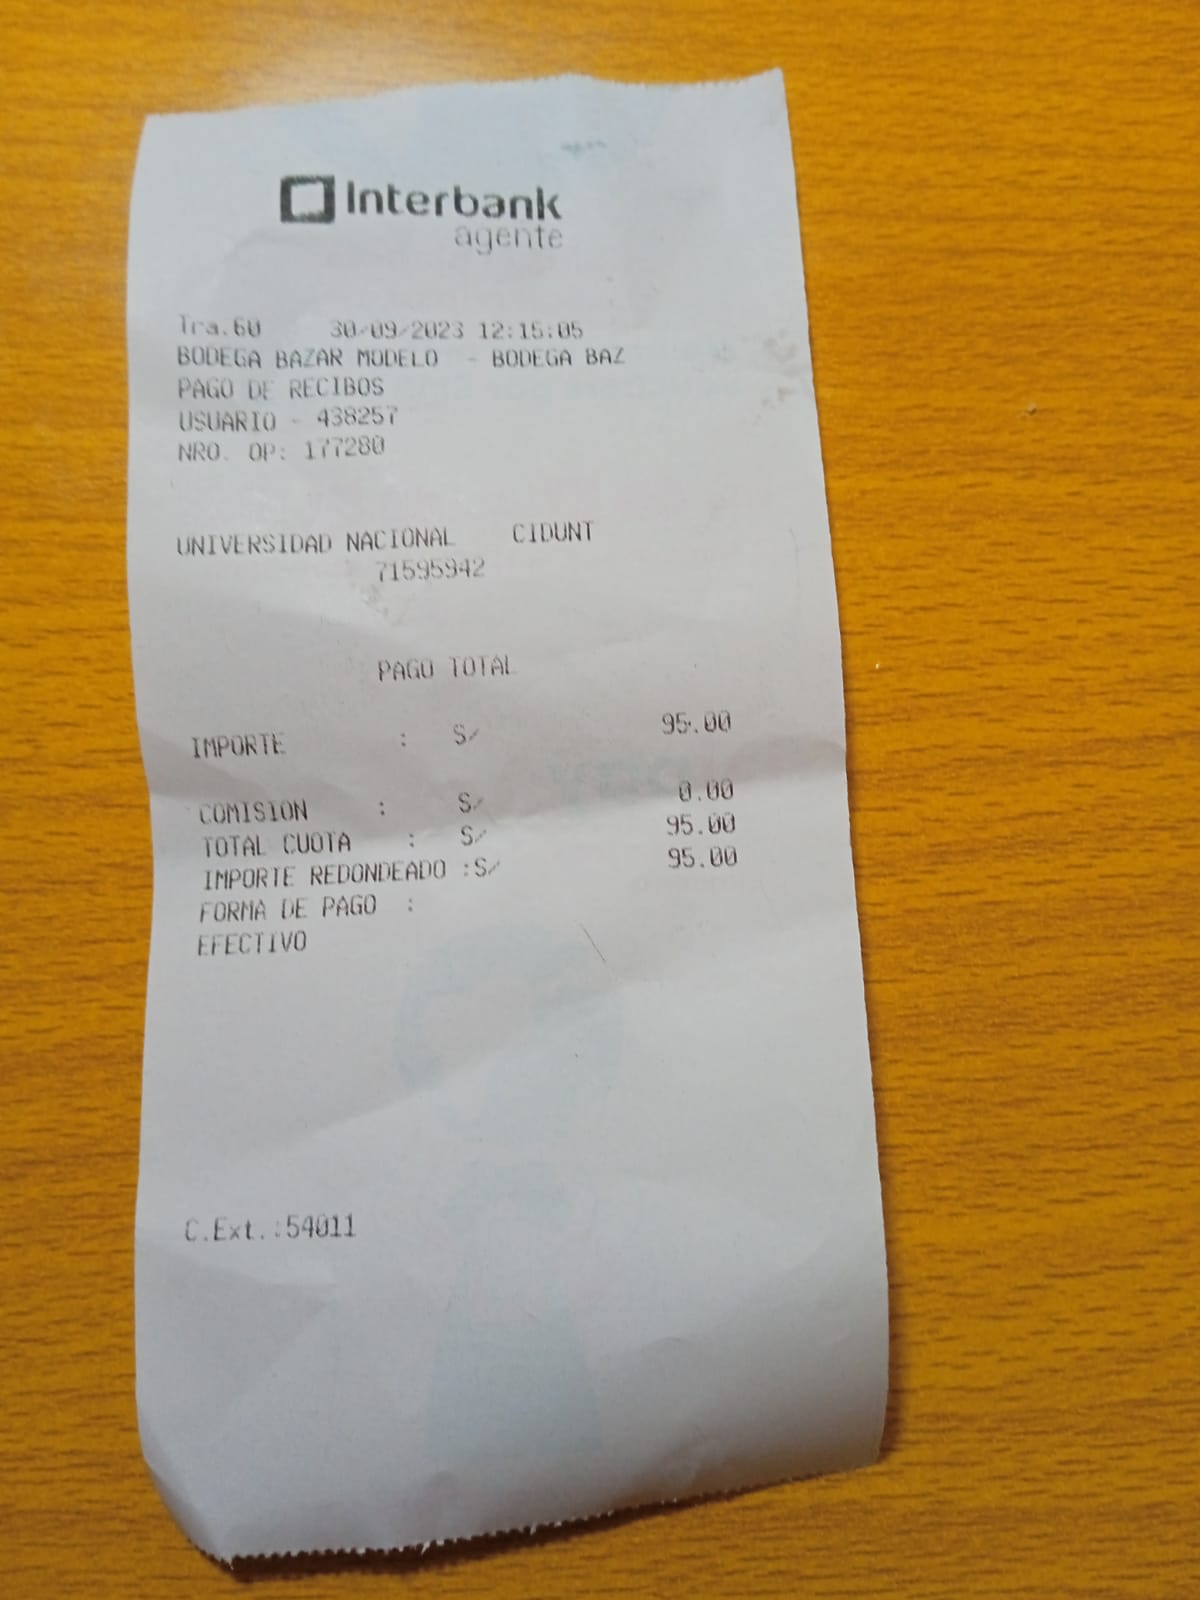 Interbank
agente
Tra.60 30/09/2023 12:15:05
BODEGA BAZAR MODELO - BODEGA BAZ
PAGO DE RECIBOS
USUARIO - 438257
NRO. OP: 177280
UNIVERSIDAD NACIONAL CIDUNT
71595942
PAGO TOTAL
IMPORTE : S/ 95.00
COMISION : S/ 0.00
TOTAL CUOTA : S/ 95.00
IMPORTE REDONDEADO :S/ 95.00
FORMA DE PAGO :
EFECTIVO
C.Ext.:54011